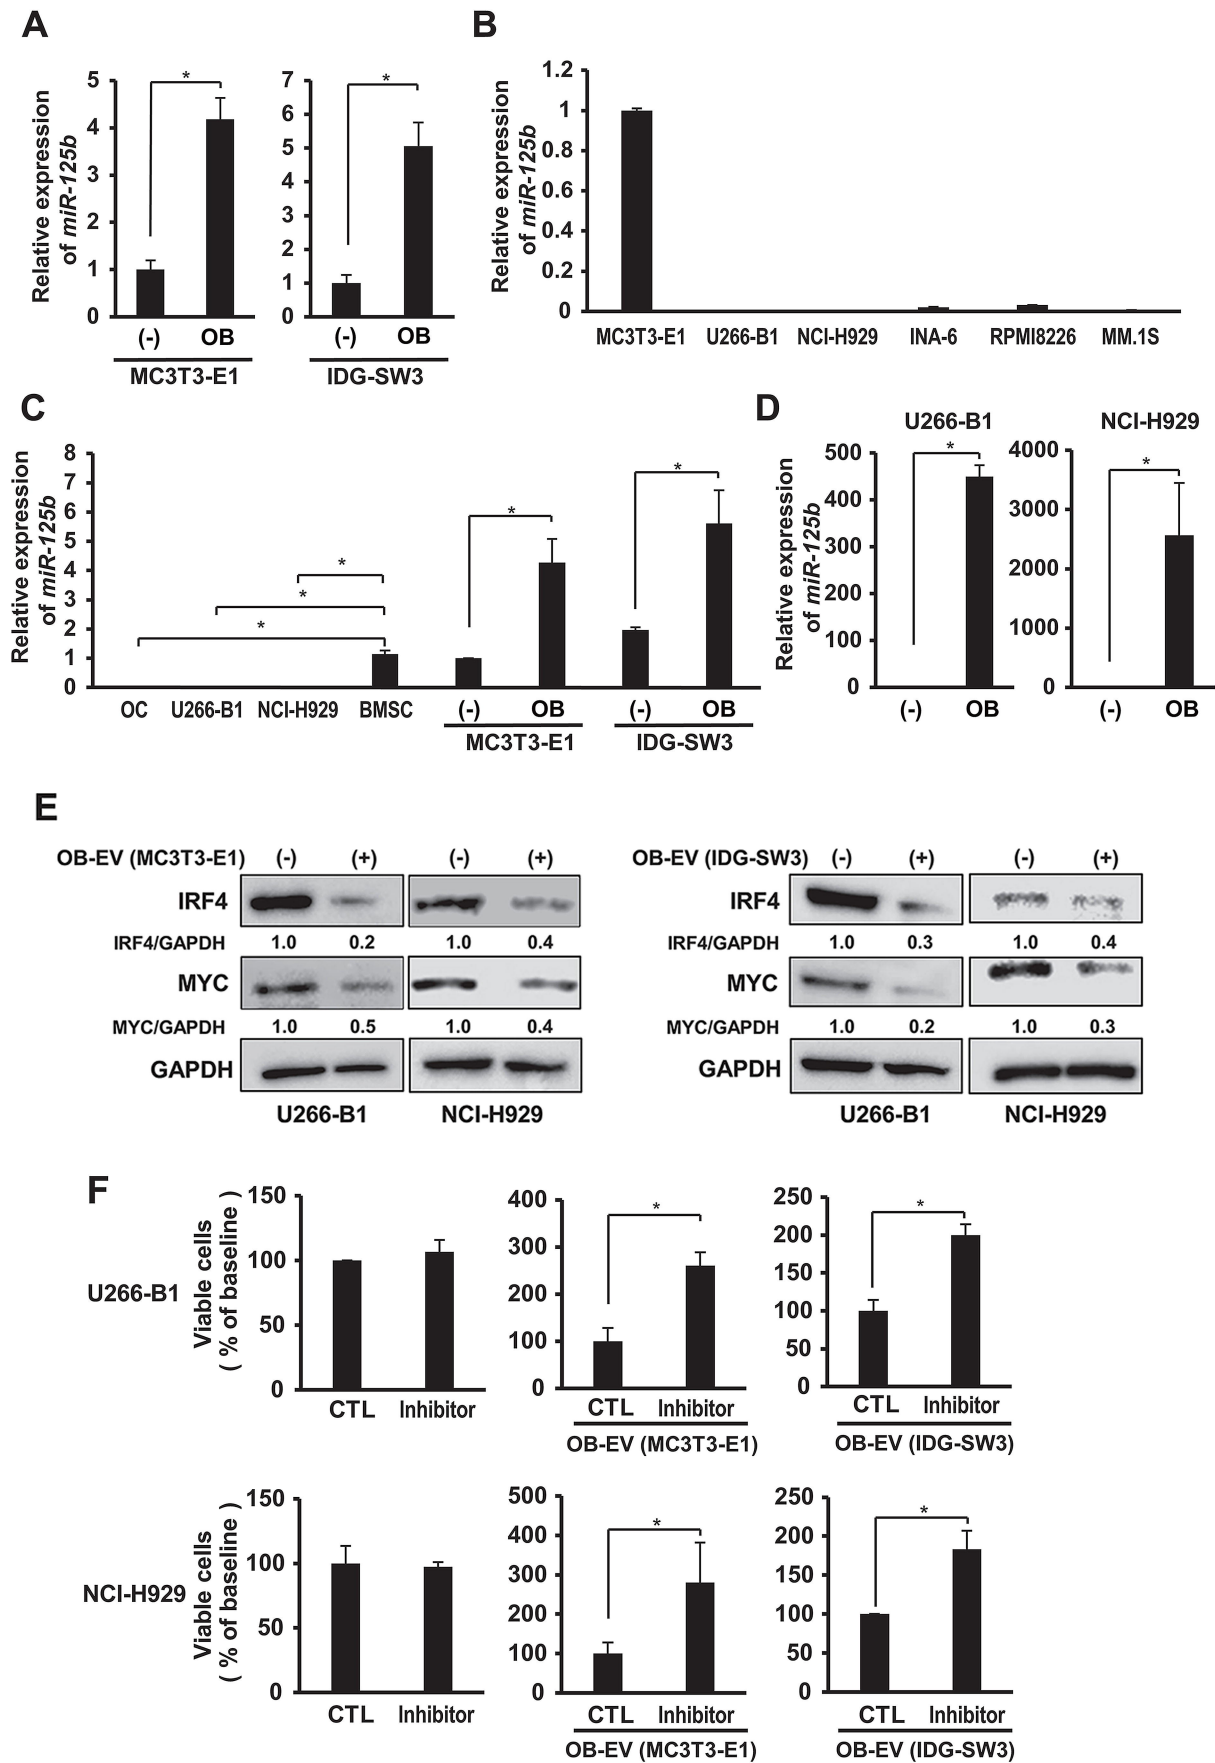 A
Relative expression
of miR-125b
5
4
3
2
1
0
*
(-) OB
MC3T3-E1
7
6
5
4
3
2
1
0
*
(-) OB
IDG-SW3
B
Relative expression
of miR-125b
1.2
1
0.8
0.6
0.4
0.2
0
MC3T3-E1 U266-B1 NCI-H929 INA-6 RPMI8226 MM.1S
C
Relative expression
of miR-125b
8
7
6
5
4
3
2
1
0
*
*
*
*
*
OC U266-B1 NCI-H929 BMSC (-) OB (-) OB
MC3T3-E1 IDG-SW3
D
Relative expression
of miR-125b
U266-B1
500
400
300
200
100
0
*
(-) OB
NCI-H929
4000
3000
2000
1000
0
*
(-) OB
E
OB-EV (MC3T3-E1) (-) (+) (-) (+)
IRF4
IRF4/GAPDH 1.0 0.2 1.0 0.4
MYC
MYC/GAPDH 1.0 0.5 1.0 0.4
GAPDH
U266-B1 NCI-H929
OB-EV (IDG-SW3) (-) (+) (-) (+)
IRF4
IRF4/GAPDH 1.0 0.3 1.0 0.4
MYC
MYC/GAPDH 1.0 0.2 1.0 0.3
GAPDH
U266-B1 NCI-H929
F
U266-B1
Viable cells
( % of baseline )
150
100
50
0
CTL Inhibitor
400
300
200
100
0
*
CTL Inhibitor
OB-EV (MC3T3-E1)
250
200
150
100
50
0
*
CTL Inhibitor
OB-EV (IDG-SW3)
NCI-H929
Viable cells
( % of baseline )
150
100
50
0
CTL Inhibitor
500
400
300
200
100
0
*
CTL Inhibitor
OB-EV (MC3T3-E1)
250
200
150
100
50
0
*
CTL Inhibitor
OB-EV (IDG-SW3)